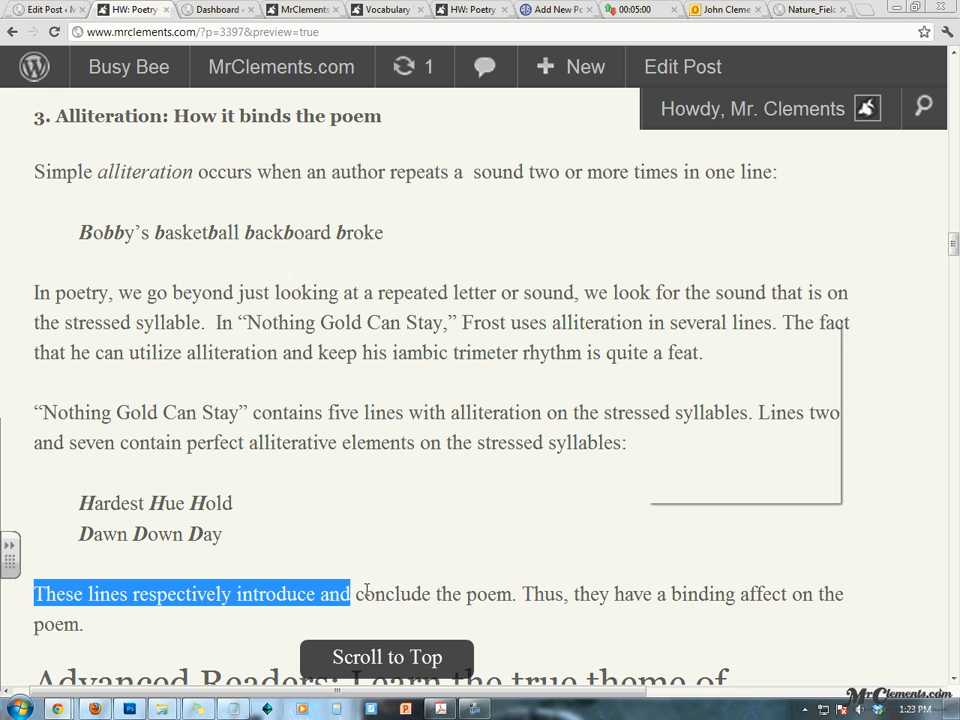 Edit Post ‹ M
HW: Poetry
Dashboard ‹
MrClements
Vocabulary
HW: Poetry
Add New Po
00:05:00
John Cleme
Nature_Field
www.mrclements.com/?p=3397&preview=true
Busy Bee
MrClements.com
1
New
Edit Post
Howdy, Mr. Clements
3. Alliteration: How it binds the poem
Simple alliteration occurs when an author repeats a  sound two or more times in one line:
Bobby’s basketball backboard broke
In poetry, we go beyond just looking at a repeated letter or sound, we look for the sound that is on
the stressed syllable.  In “Nothing Gold Can Stay,” Frost uses alliteration in several lines. The fact
that he can utilize alliteration and keep his iambic trimeter rhythm is quite a feat.
“Nothing Gold Can Stay” contains five lines with alliteration on the stressed syllables. Lines two
and seven contain perfect alliterative elements on the stressed syllables:
Hardest Hue Hold
Dawn Down Day
These lines respectively introduce and conclude the poem. Thus, they have a binding affect on the
poem.
Scroll to Top
Advanced Readers: Learn the true theme of
MrClements.com
1:23 PM